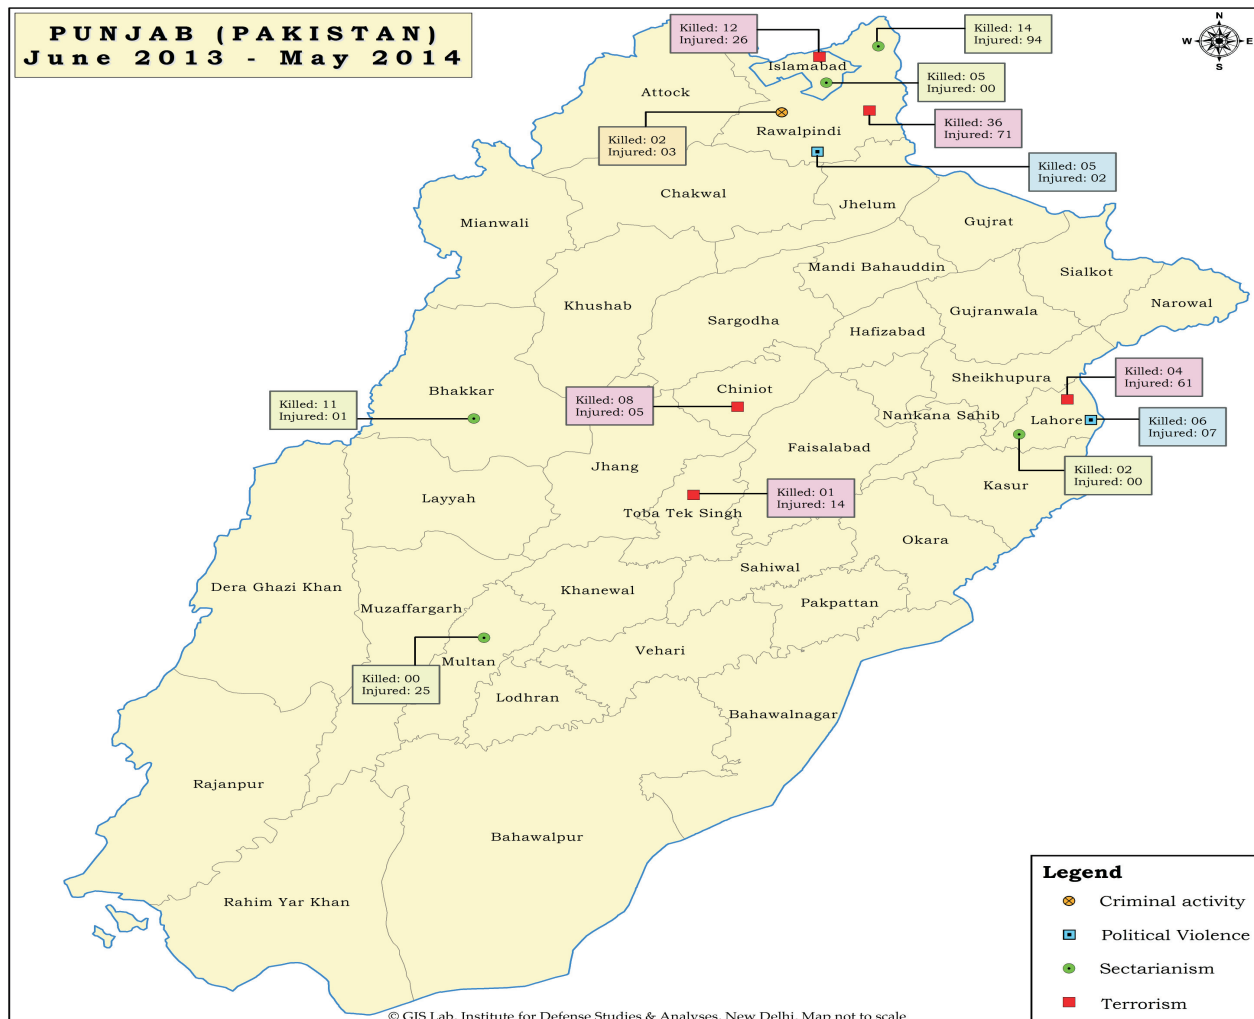 PUNJAB (PAKISTAN)
June 2013 - May 2014
N
W
E
S
Killed: 12
Injured: 26
Killed: 14
Injured: 94
Islamabad
Killed: 05
Injured: 00
Attock
Killed: 36
Injured: 71
Killed: 02
Injured: 03
Rawalpindi
Killed: 05
Injured: 02
Chakwal
Jhelum
Mianwali
Gujrat
Mandi Bahauddin
Sialkot
Khushab
Narowal
Gujranwala
Sargodha
Hafizabad
Killed: 04
Injured: 61
Sheikhupura
Bhakkar
Chiniot
Killed: 11
Injured: 01
Killed: 08
Injured: 05
Nankana Sahib
Lahore
Killed: 06
Injured: 07
Faisalabad
Jhang
Killed: 02
Injured: 00
Kasur
Layyah
Killed: 01
Injured: 14
Toba Tek Singh
Okara
Sahiwal
Dera Ghazi Khan
Khanewal
Pakpattan
Muzaffargarh
Vehari
Multan
Killed: 00
Injured: 25
Lodhran
Bahawalnagar
Rajanpur
Bahawalpur
Rahim Yar Khan
Legend
Criminal activity
Political Violence
Sectarianism
Terrorism
© GIS Lab, Institute for Defense Studies & Analyses, New Delhi. Map not to scale